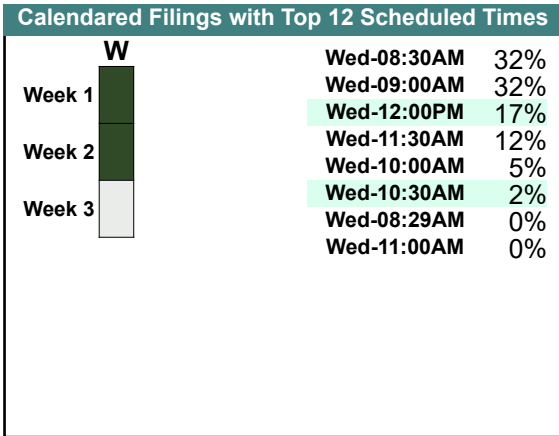 Calendared Filings with Top 12 Scheduled Times
W
Week 1
Week 2
Week 3
Wed-08:30AM 32%
Wed-09:00AM 32%
Wed-12:00PM 17%
Wed-11:30AM 12%
Wed-10:00AM 5%
Wed-10:30AM 2%
Wed-08:29AM 0%
Wed-11:00AM 0%